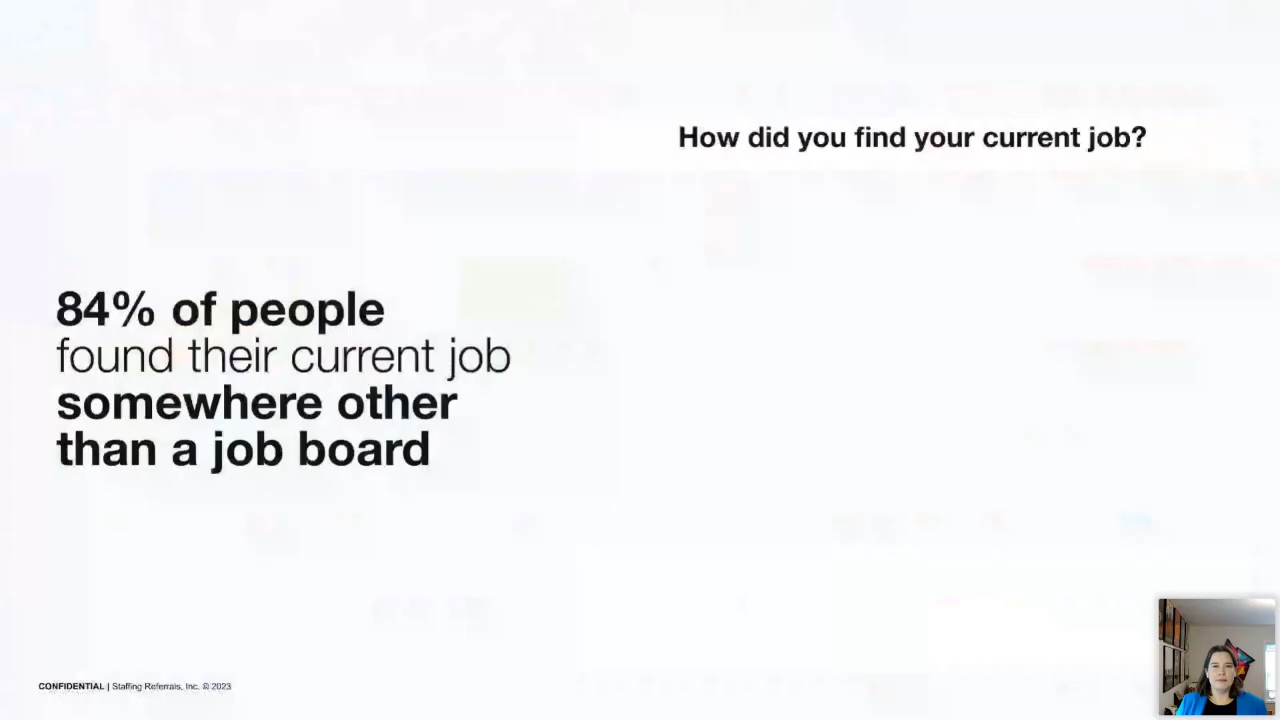 How did you find your current job?
84% of people
found their current job
somewhere other
than a job board
CONFIDENTIAL | Staffing Referrals, Inc. © 2023